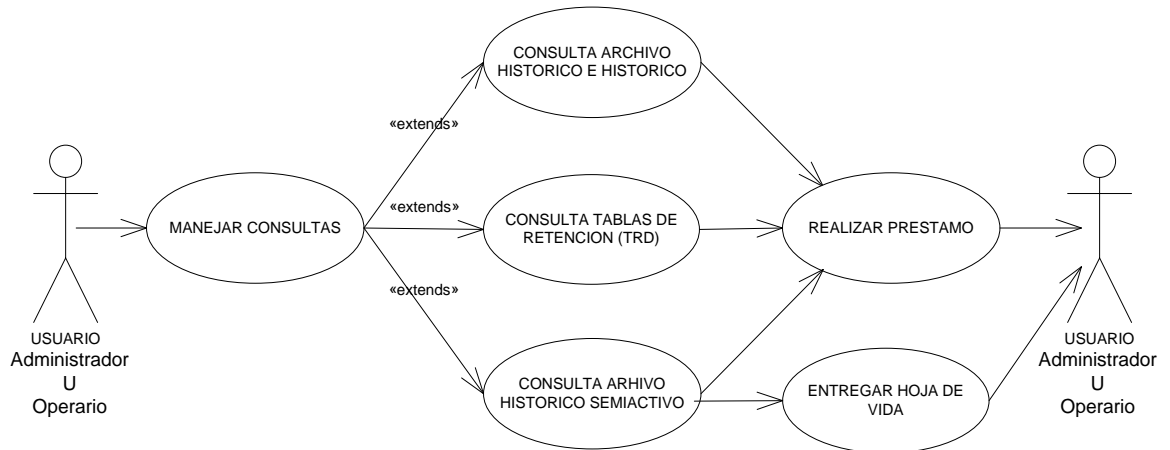 CONSULTA ARCHIVO
HISTORICO E HISTORICO
«extends»
MANEJAR CONSULTAS
«extends»
CONSULTA TABLAS DE
RETENCION (TRD)
REALIZAR PRESTAMO
«extends»
CONSULTA ARHIVO
HISTORICO SEMIACTIVO
ENTREGAR HOJA DE
VIDA
USUARIO
Administrador
U
Operario
USUARIO
Administrador
U
Operario